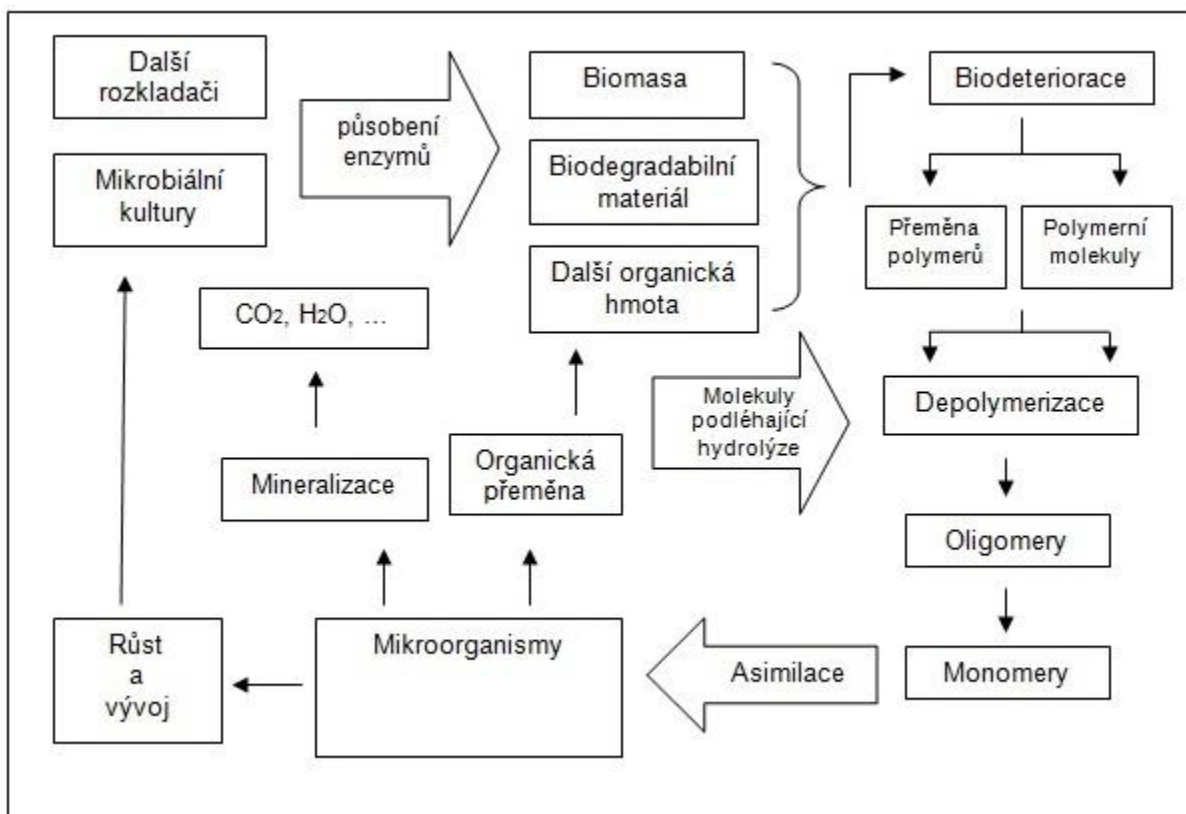 Další
rozkladači
Mikrobiální
kultury
působení
enzymů
Biomasa
Biodegradabilní
materiál
Další organická
hmota
Biodeteriorace
Přeměna
polymerů
Polymerní
molekuly
CO2, H2O, ...
Molekuly
podléhající
hydrolýze
Depolymerizace
Mineralizace
Organická
přeměna
Oligomery
Růst
a
vývoj
Mikroorganismy
Asimilace
Monomery